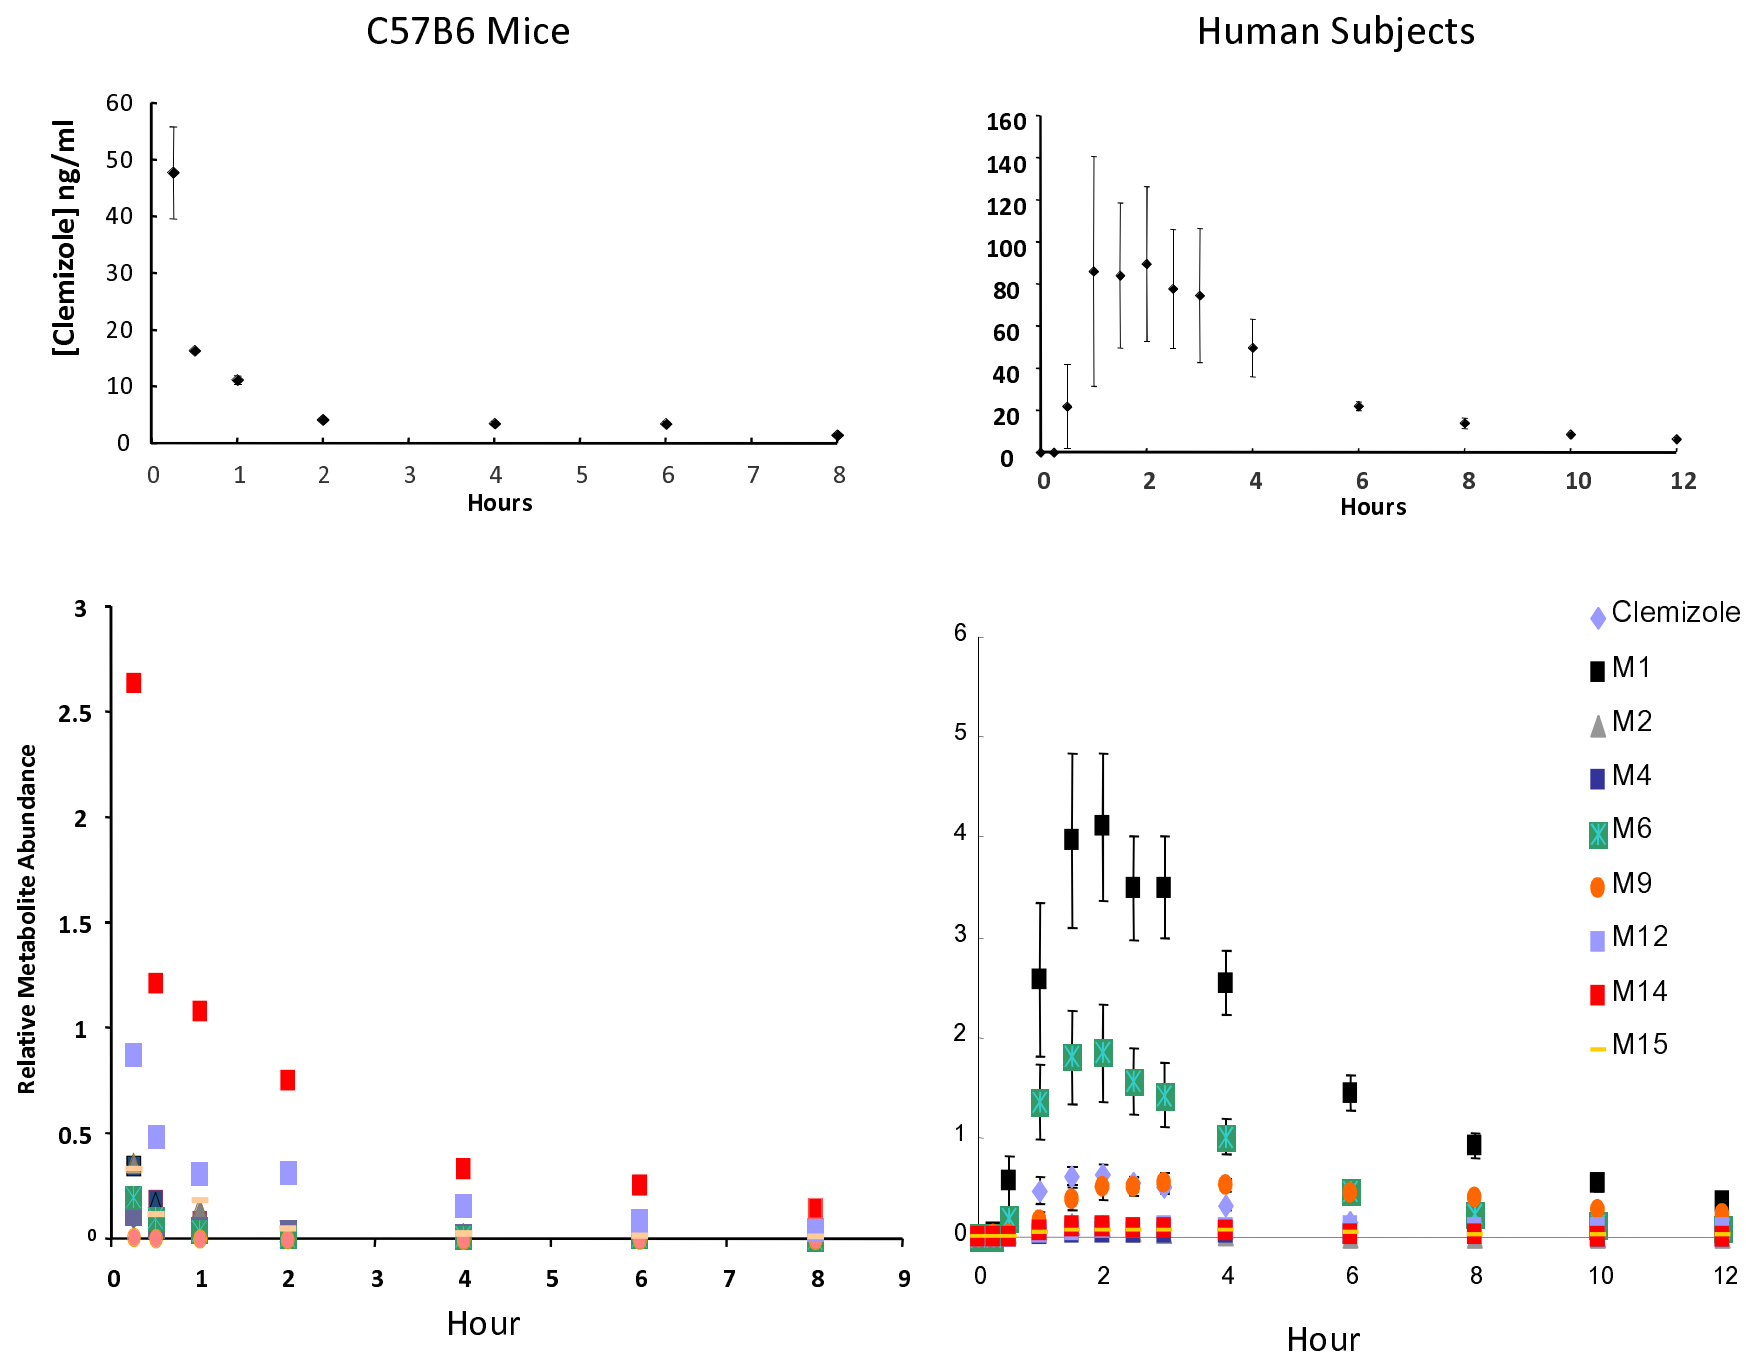 C57B6 Mice
Human Subjects
[Clemizole] ng/ml
60
50
40
30
20
10
0
0 1 2 3 4 5 6 7 8
Hours
160
140
120
100
80
60
40
20
0
0 2 4 6 8 10 12
Hours
Relative Metabolite Abundance
3
2.5
2
1.5
1
0.5
0
0 1 2 3 4 5 6 7 8 9
Hour
6
5
4
3
2
1
0
0 2 4 6 8 10 12
Hour
Clemizole
M1
M2
M4
M6
M9
M12
M14
M15